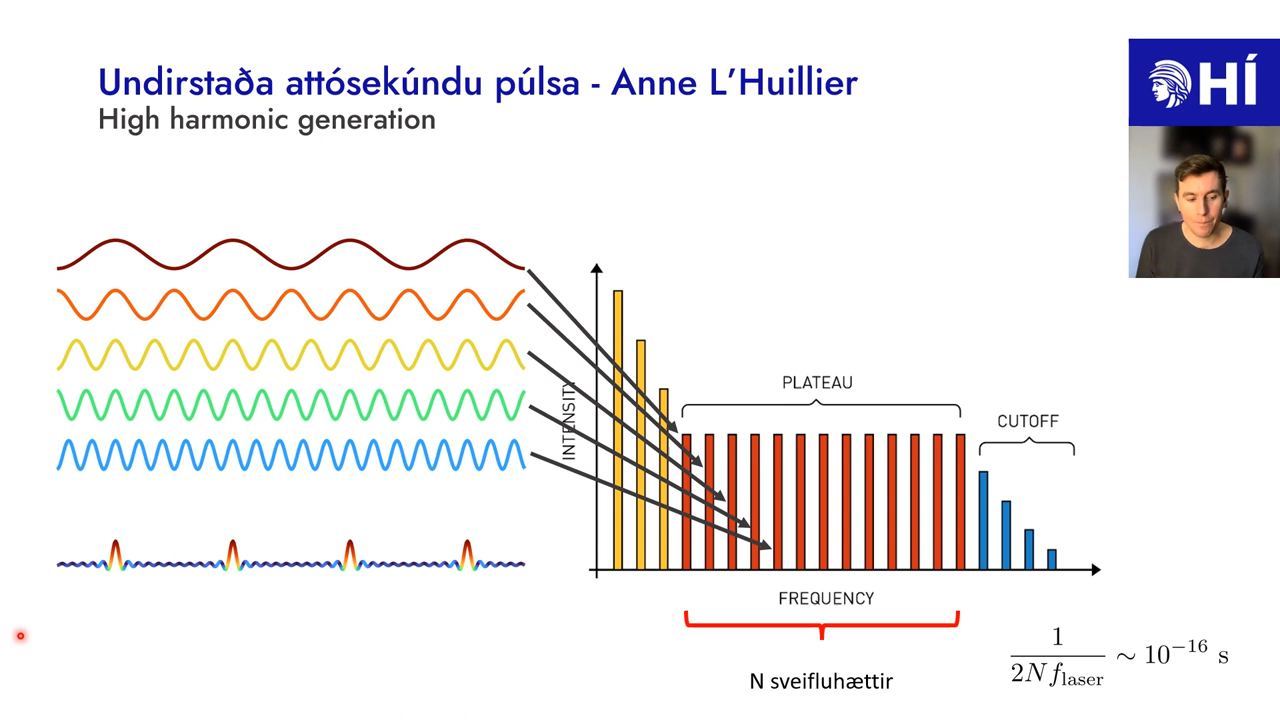 Undirstaða attósekúndu púlsa - Anne L’Huillier
High harmonic generation
HÍ
INTENSITY
PLATEAU
CUTOFF
FREQUENCY
N sveifluhættir
1 / 2N f_laser ∼ 10⁻¹⁶ s